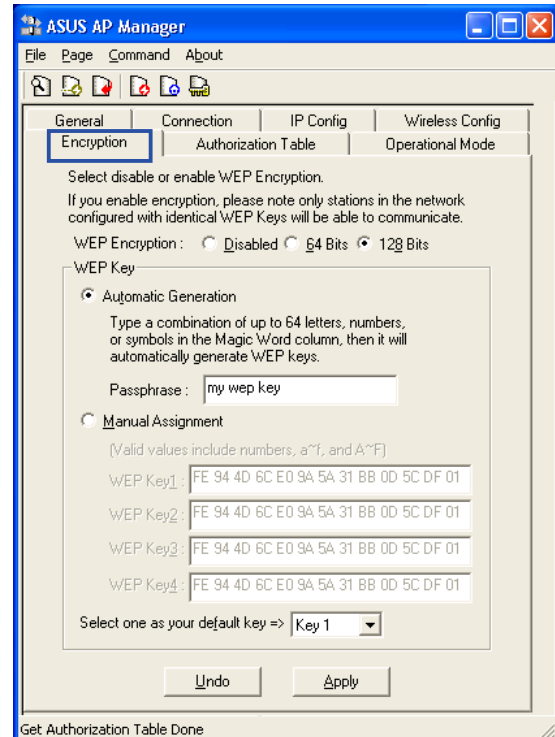 ASUS AP Manager
File Page Command About
General Connection IP Config Wireless Config
Encryption Authorization Table Operational Mode
Select disable or enable WEP Encryption.
If you enable encryption, please note only stations in the network
configured with identical WEP Keys will be able to communicate.
WEP Encryption : Disabled 64 Bits 128 Bits
WEP Key
Automatic Generation
Type a combination of up to 64 letters, numbers,
or symbols in the Magic Word column, then it will
automatically generate WEP keys.
Passphrase : my wep key
Manual Assignment
(Valid values include numbers, a~f, and A~F)
WEP Key1 : FE 94 4D 6C E0 9A 5A 31 BB 0D 5C DF 01
WEP Key2 : FE 94 4D 6C E0 9A 5A 31 BB 0D 5C DF 01
WEP Key3 : FE 94 4D 6C E0 9A 5A 31 BB 0D 5C DF 01
WEP Key4 : FE 94 4D 6C E0 9A 5A 31 BB 0D 5C DF 01
Select one as your default key => Key 1
Undo Apply
Get Authorization Table Done